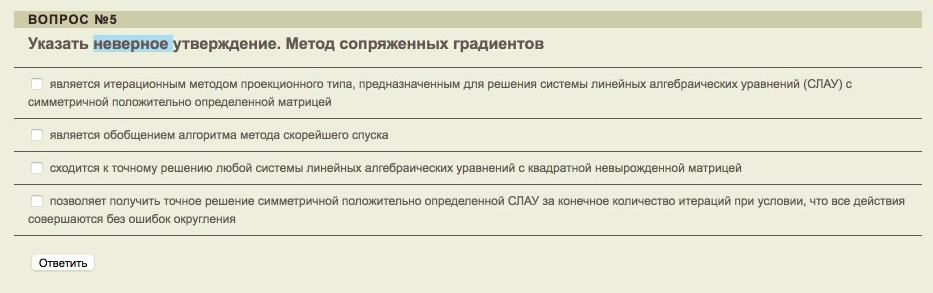 ВОПРОС №5
Указать неверное утверждение. Метод сопряженных градиентов
является итерационным методом проекционного типа, предназначенным для решения системы линейных алгебраических уравнений (СЛАУ) с
симметричной положительно определенной матрицей
является обобщением алгоритма метода скорейшего спуска
сходится к точному решению любой системы линейных алгебраических уравнений с квадратной невырожденной матрицей
позволяет получить точное решение симметричной положительно определенной СЛАУ за конечное количество итераций при условии, что все действия
совершаются без ошибок округления
Ответить